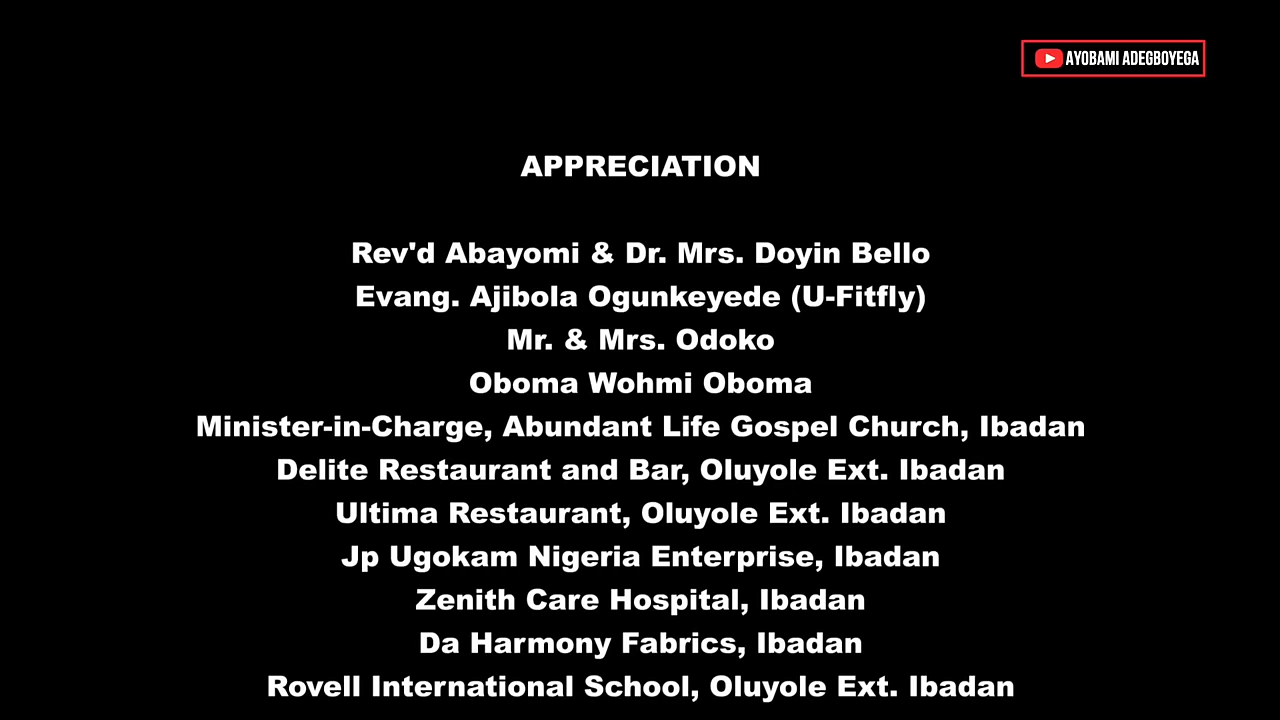 AYOBAMI ADEGBOYEGA
APPRECIATION
Rev'd Abayomi & Dr. Mrs. Doyin Bello
Evang. Ajibola Ogunkeyede (U-Fitfly)
Mr. & Mrs. Odoko
Oboma Wohmi Oboma
Minister-in-Charge, Abundant Life Gospel Church, Ibadan
Delite Restaurant and Bar, Oluyole Ext. Ibadan
Ultima Restaurant, Oluyole Ext. Ibadan
Jp Ugokam Nigeria Enterprise, Ibadan
Zenith Care Hospital, Ibadan
Da Harmony Fabrics, Ibadan
Rovell International School, Oluyole Ext. Ibadan